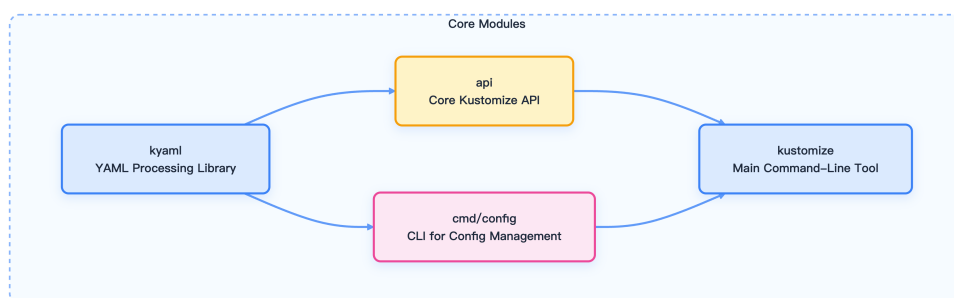 Core Modules
api
Core Kustomize API
kyaml
YAML Processing Library
kustomize
Main Command–Line Tool
cmd/config
CLI for Config Management